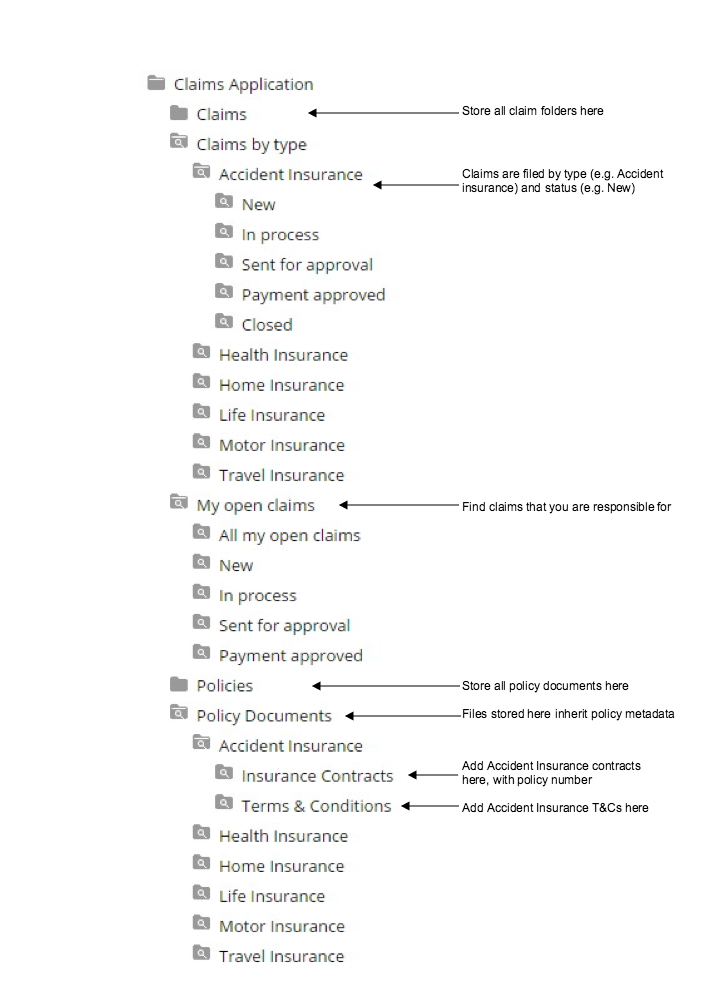 Claims Application
Claims
Store all claim folders here
Claims by type
Accident Insurance
Claims are filed by type (e.g. Accident
insurance) and status (e.g. New)
New
In process
Sent for approval
Payment approved
Closed
Health Insurance
Home Insurance
Life Insurance
Motor Insurance
Travel Insurance
My open claims
Find claims that you are responsible for
All my open claims
New
In process
Sent for approval
Payment approved
Policies
Store all policy documents here
Policy Documents
Files stored here inherit policy metadata
Accident Insurance
Insurance Contracts
Add Accident Insurance contracts
here, with policy number
Terms & Conditions
Add Accident Insurance T&Cs here
Health Insurance
Home Insurance
Life Insurance
Motor Insurance
Travel Insurance